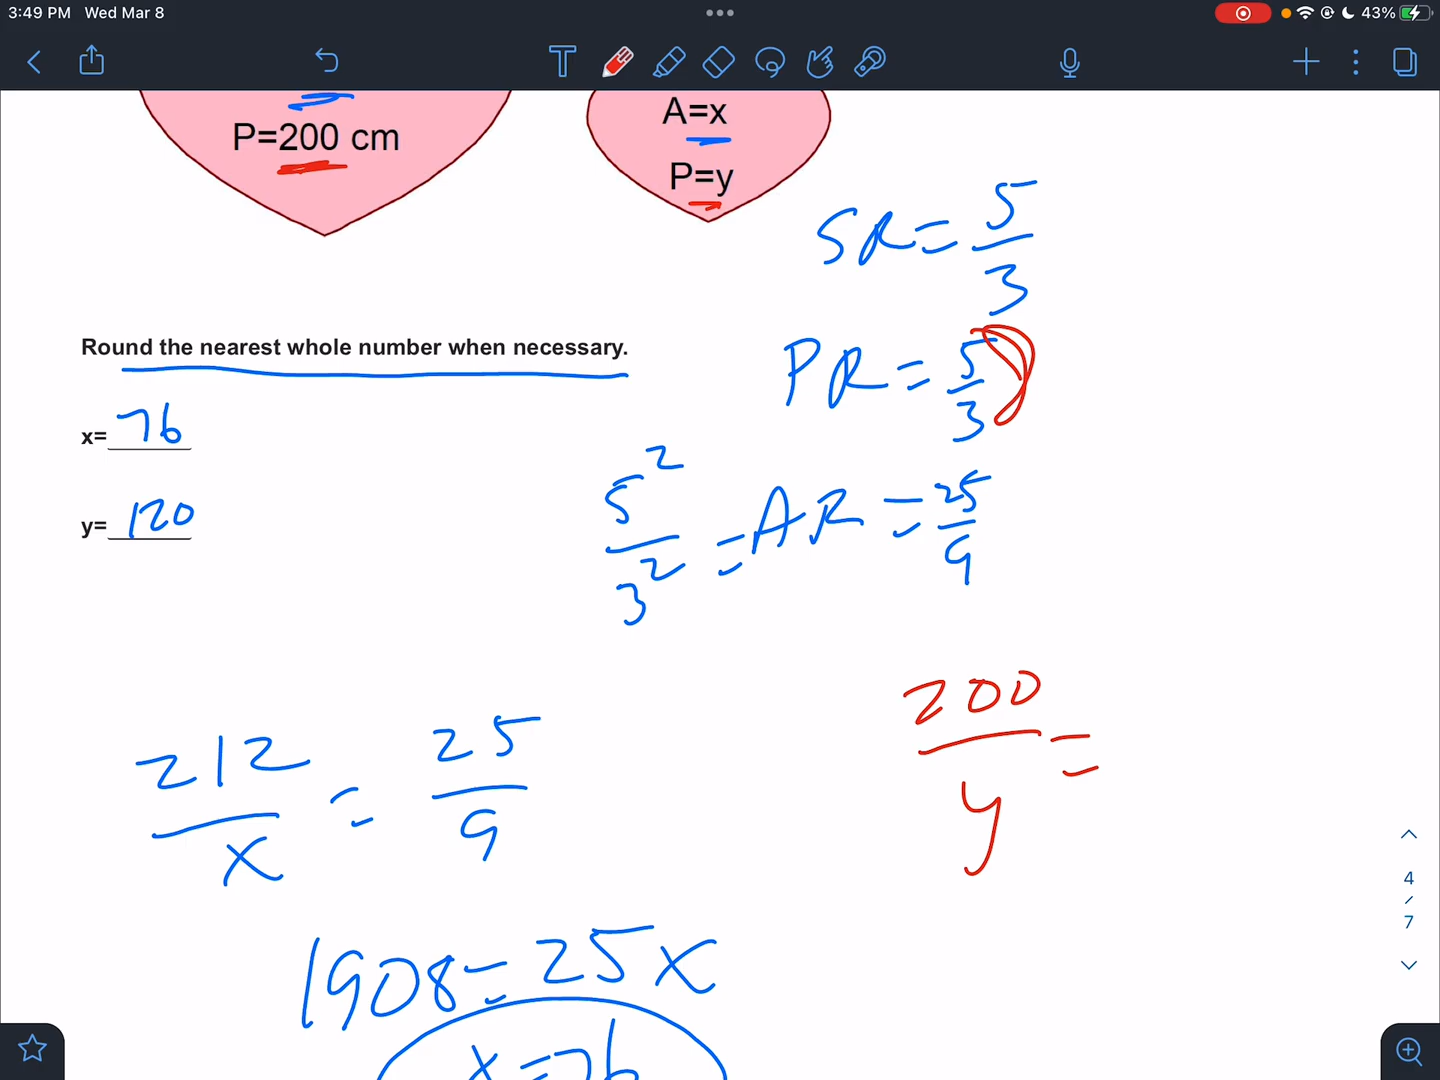 3:49 PM Wed Mar 8
43%
T
P=200 cm
A=x
P=y
SR = 5/3
Round the nearest whole number when necessary.
PR = 5/3
x= 76
5²/3² = AR = 25/9
y= 120
200/y =
212/x = 25/9
4
/
7
1908 = 25x
x = 76